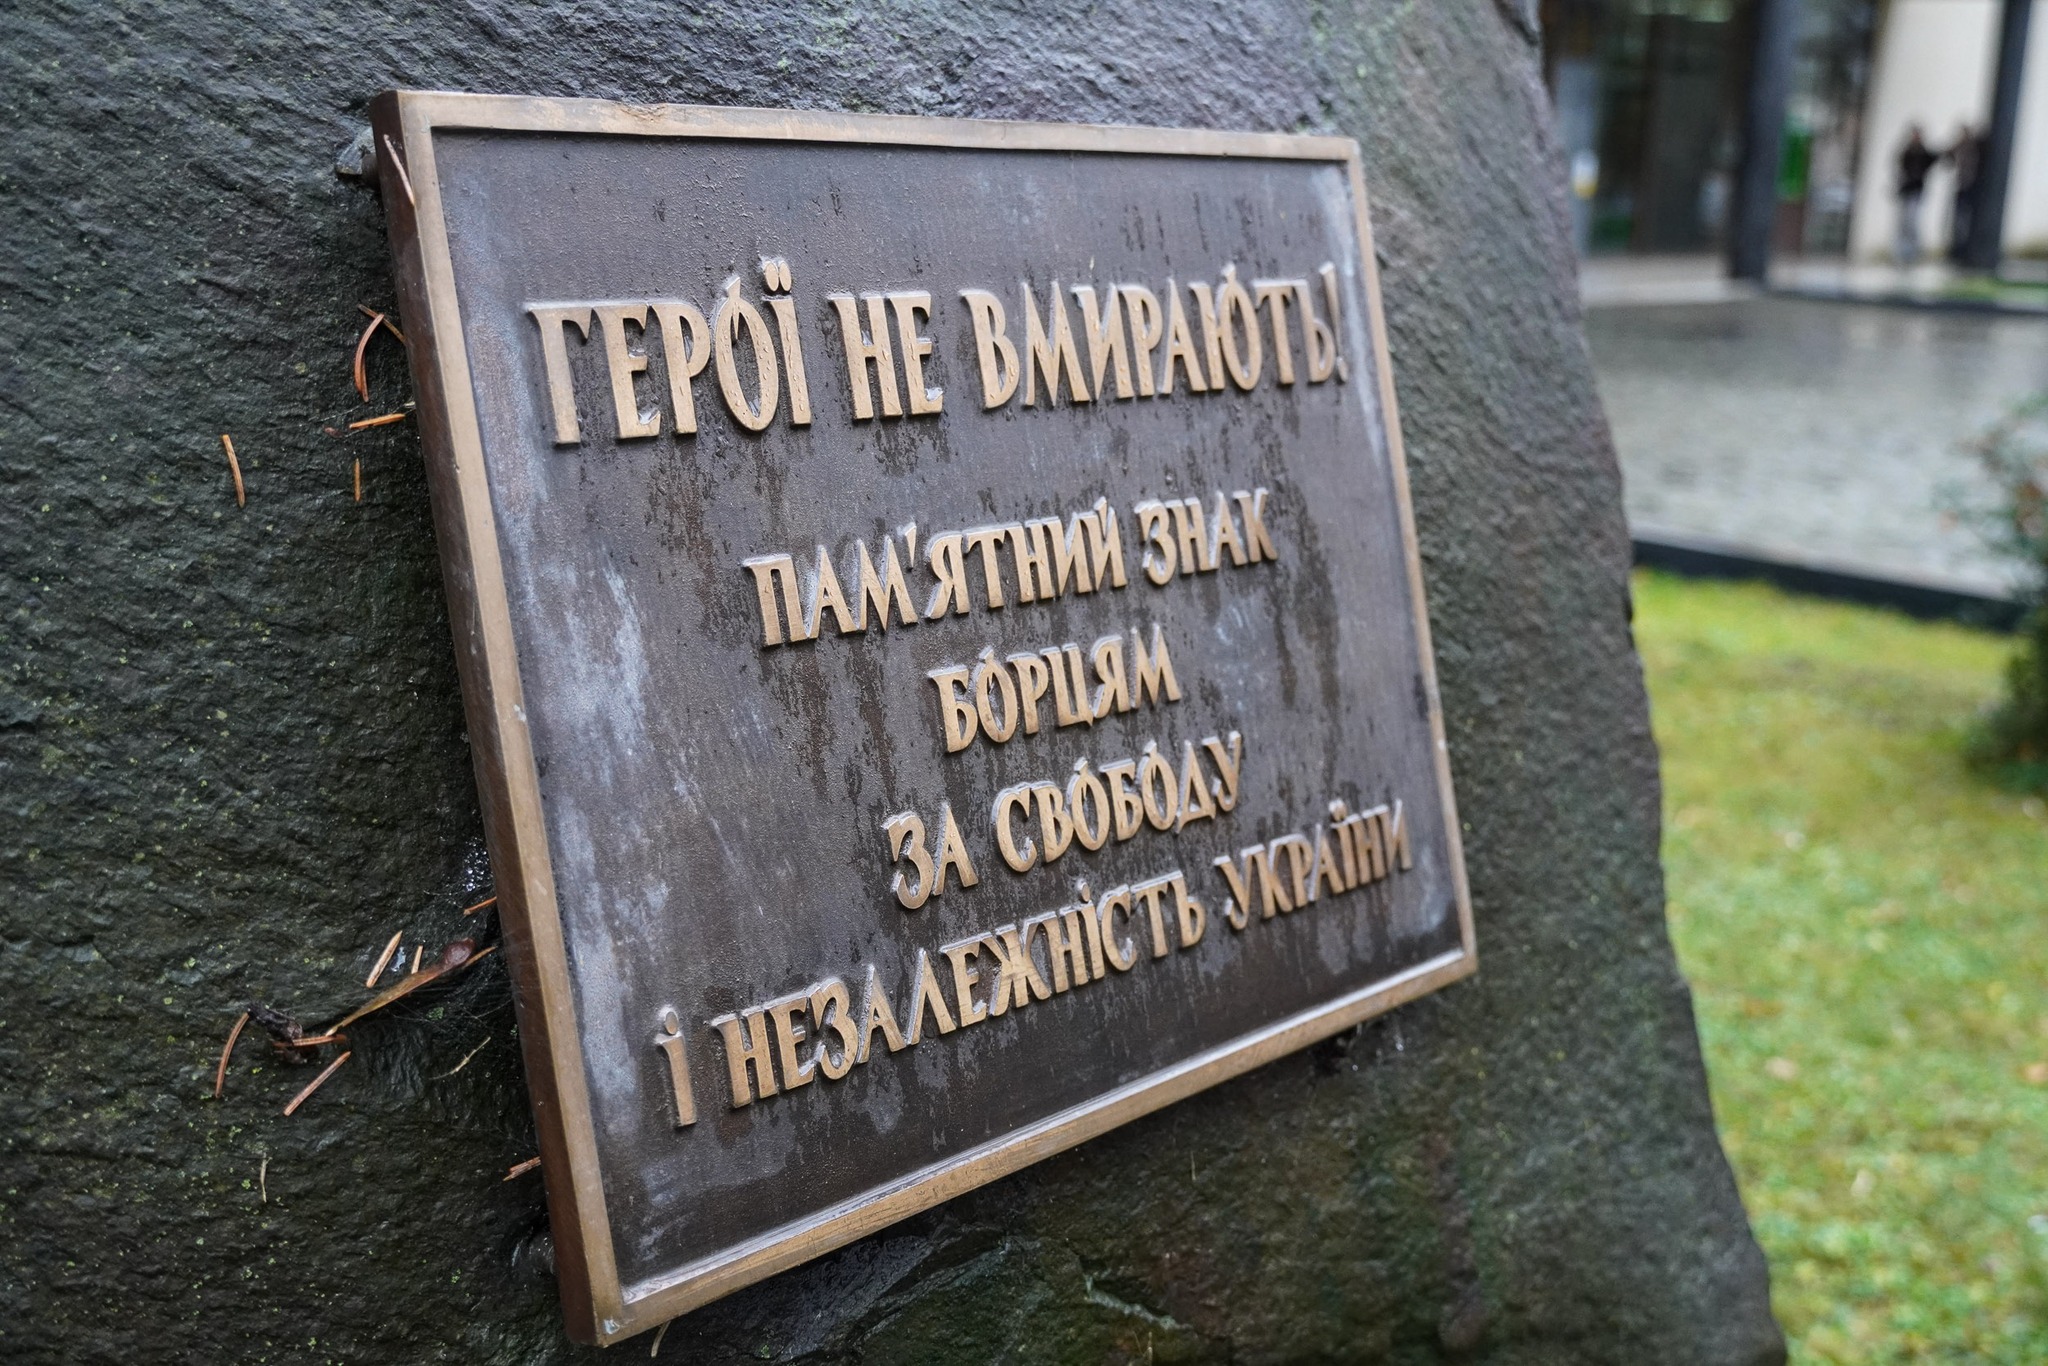 ГЕРОЇ НЕ ВМИРАЮТЬ!
ПАМ'ЯТНИЙ ЗНАК
БОРЦЯМ
ЗА СВОБОДУ
І НЕЗАЛЕЖНІСТЬ УКРАЇНИ